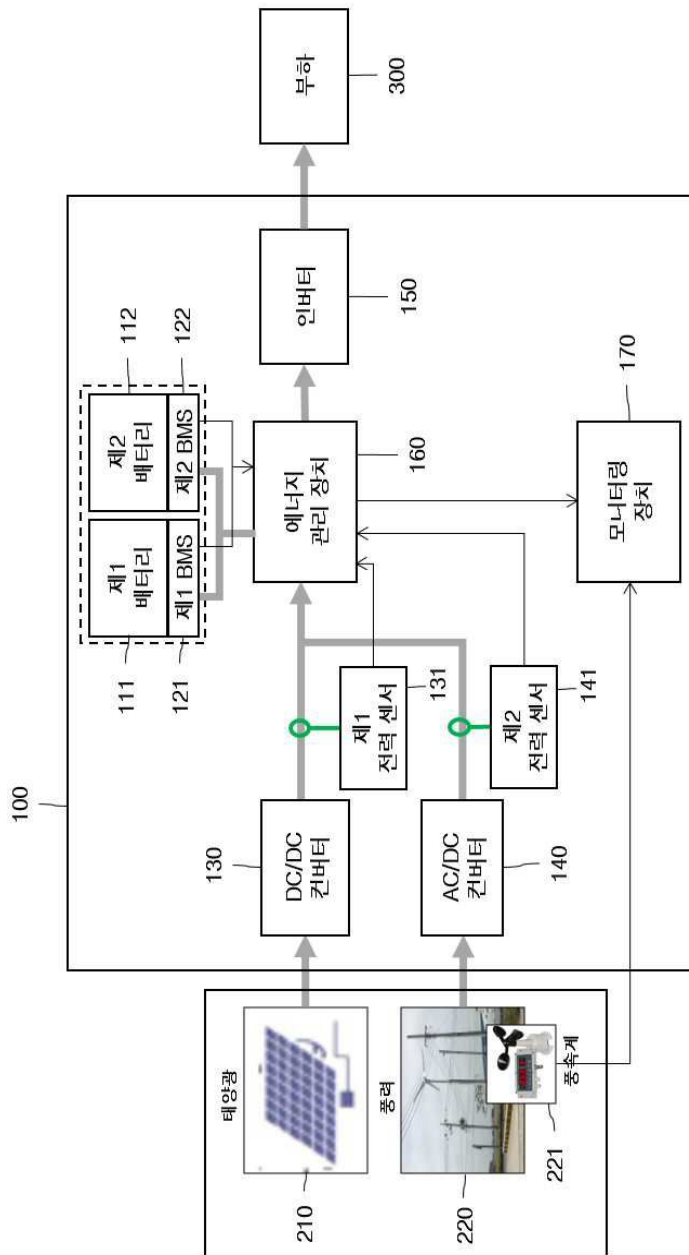 100
태양광
210
풍력
220
풍속계
221
DC/DC
컨버터
130
AC/DC
컨버터
140
제1
전력 센서
131
제2
전력 센서
141
제1
배터리
111
제1 BMS
121
제2
배터리
112
제2 BMS
122
에너지
관리 장치
160
인버터
150
모니터링
장치
170
부하
300